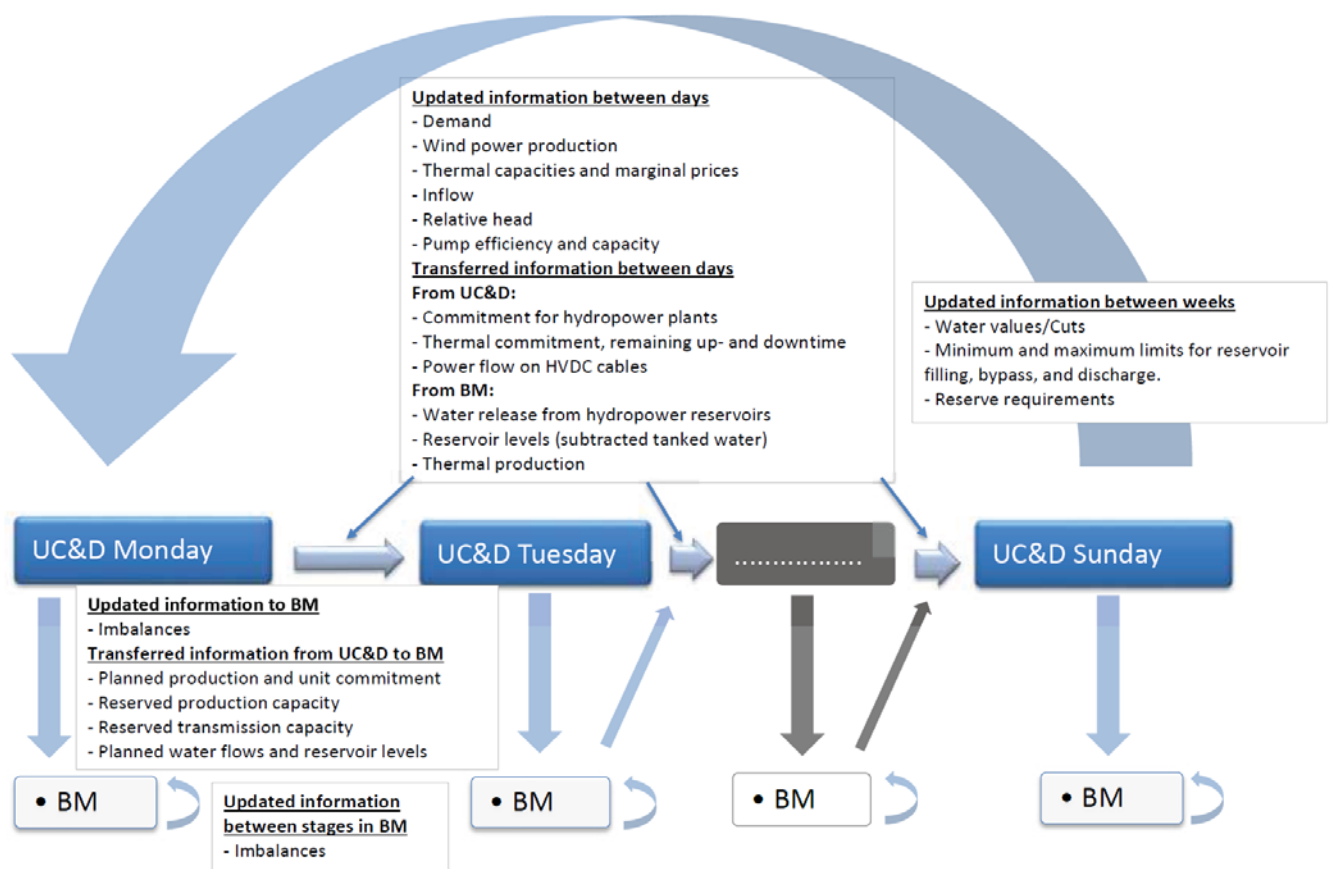 Updated information between days
- Demand
- Wind power production
- Thermal capacities and marginal prices
- Inflow
- Relative head
- Pump efficiency and capacity
Transferred information between days
From UC&D:
- Commitment for hydropower plants
- Thermal commitment, remaining up- and downtime
- Power flow on HVDC cables
From BM:
- Water release from hydropower reservoirs
- Reservoir levels (subtracted tanked water)
- Thermal production
Updated information between weeks
- Water values/Cuts
- Minimum and maximum limits for reservoir
filling, bypass, and discharge.
- Reserve requirements
UC&D Monday
UC&D Tuesday
.................
UC&D Sunday
Updated information to BM
- Imbalances
Transferred information from UC&D to BM
- Planned production and unit commitment
- Reserved production capacity
- Reserved transmission capacity
- Planned water flows and reservoir levels
• BM
Updated information
between stages in BM
- Imbalances
• BM
• BM
• BM